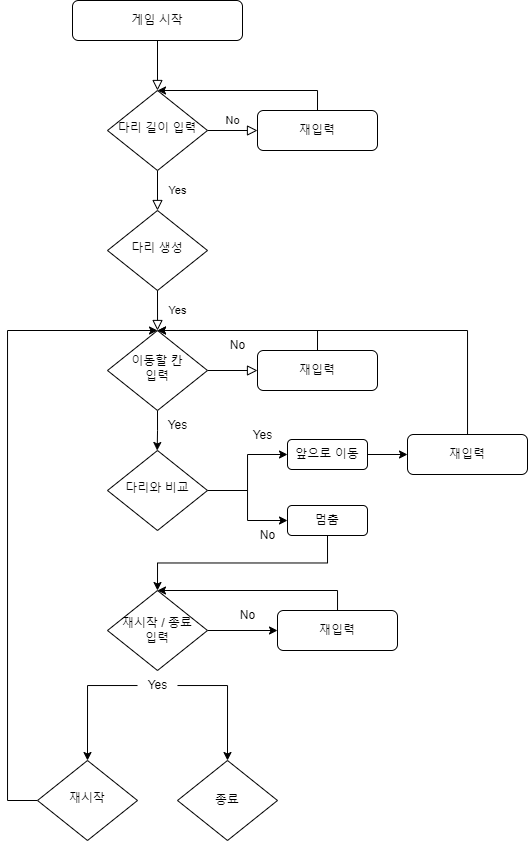 게임 시작
다리 길이 입력
No
재입력
Yes
다리 생성
Yes
이동할 칸
입력
No
재입력
Yes
다리와 비교
Yes
앞으로 이동
재입력
No
멈춤
재시작 / 종료
입력
No
재입력
Yes
재시작
종료